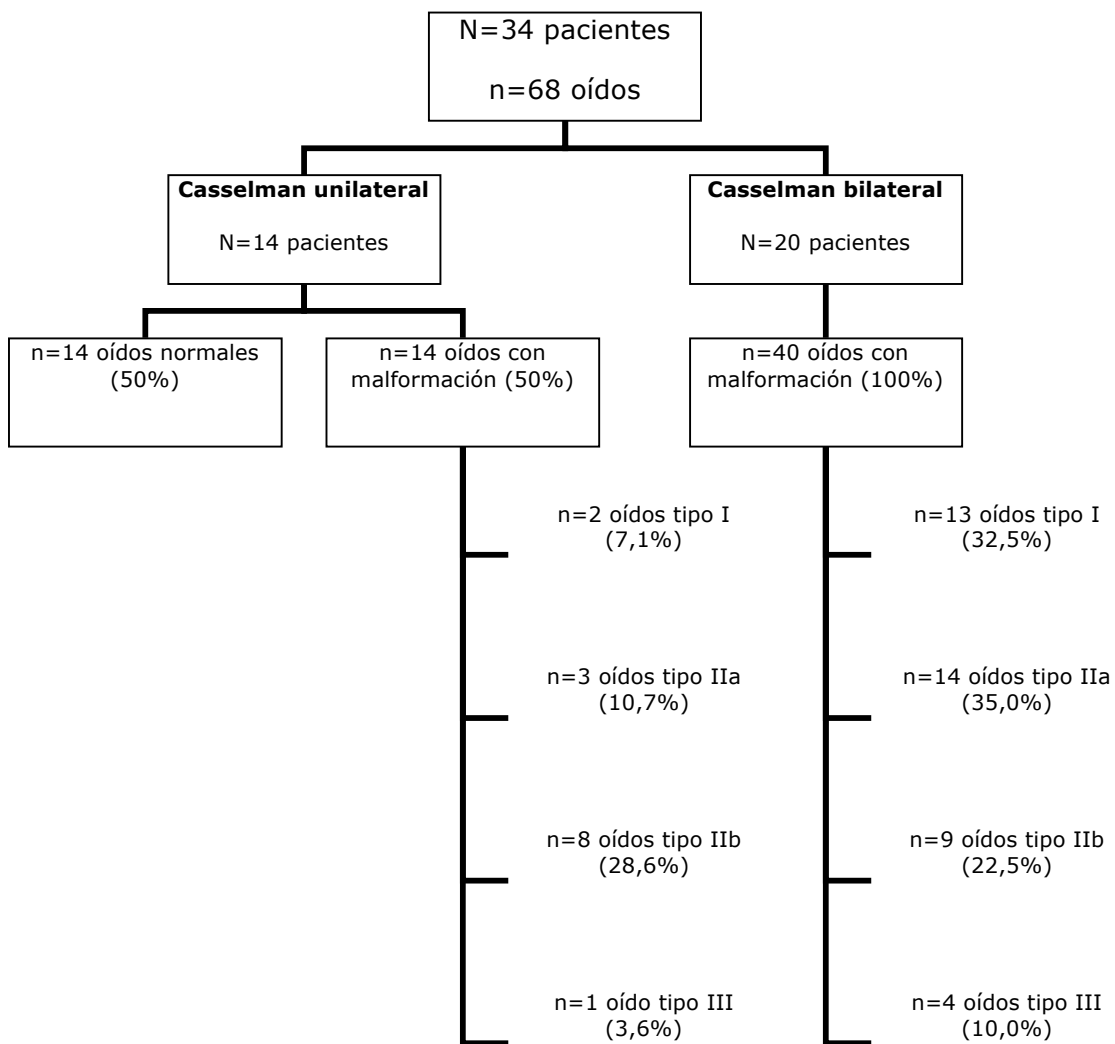 N=34 pacientes
n=68 oídos
Casselman unilateral
N=14 pacientes
Casselman bilateral
N=20 pacientes
n=14 oídos normales
(50%)
n=14 oídos con
malformación (50%)
n=40 oídos con
malformación (100%)
n=2 oídos tipo I
(7,1%)
n=13 oídos tipo I
(32,5%)
n=3 oídos tipo IIa
(10,7%)
n=14 oídos tipo IIa
(35,0%)
n=8 oídos tipo IIb
(28,6%)
n=9 oídos tipo IIb
(22,5%)
n=1 oído tipo III
(3,6%)
n=4 oídos tipo III
(10,0%)